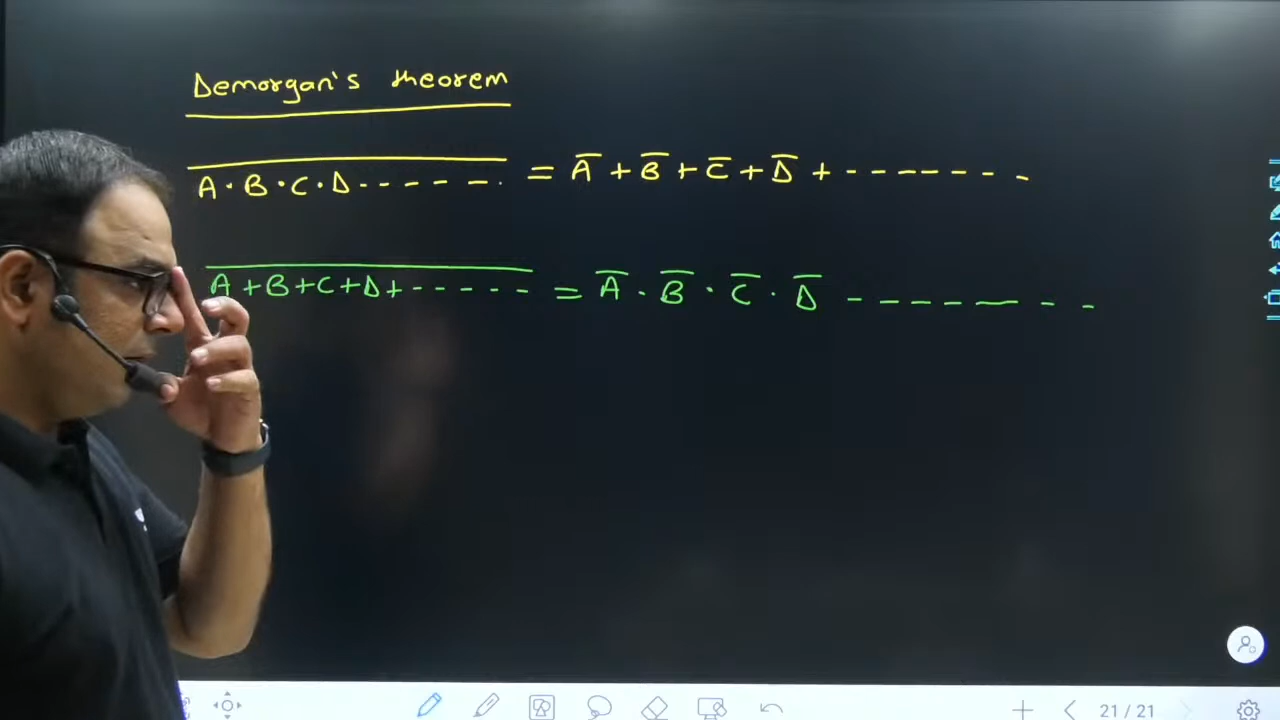 Demorgan's theorem
A̅·̅B̅·̅C̅·̅D̅-̅-̅-̅-̅-̅-̅ = A̅ + B̅ + C̅ + D̅ + -------
A̅+̅B̅+̅C̅+̅D̅+̅-̅-̅-̅-̅-̅ = A̅ · B̅ · C̅ · D̅ --------
21/21